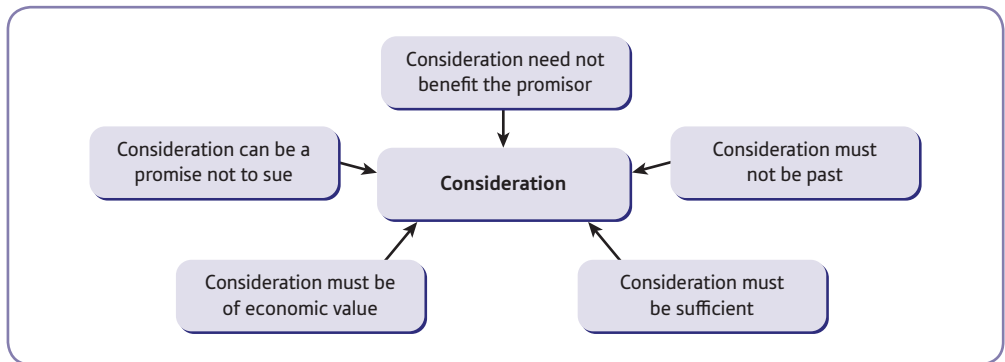 Consideration need not
benefit the promisor
Consideration can be a
promise not to sue
Consideration
Consideration must
not be past
Consideration must be
of economic value
Consideration must
be sufficient